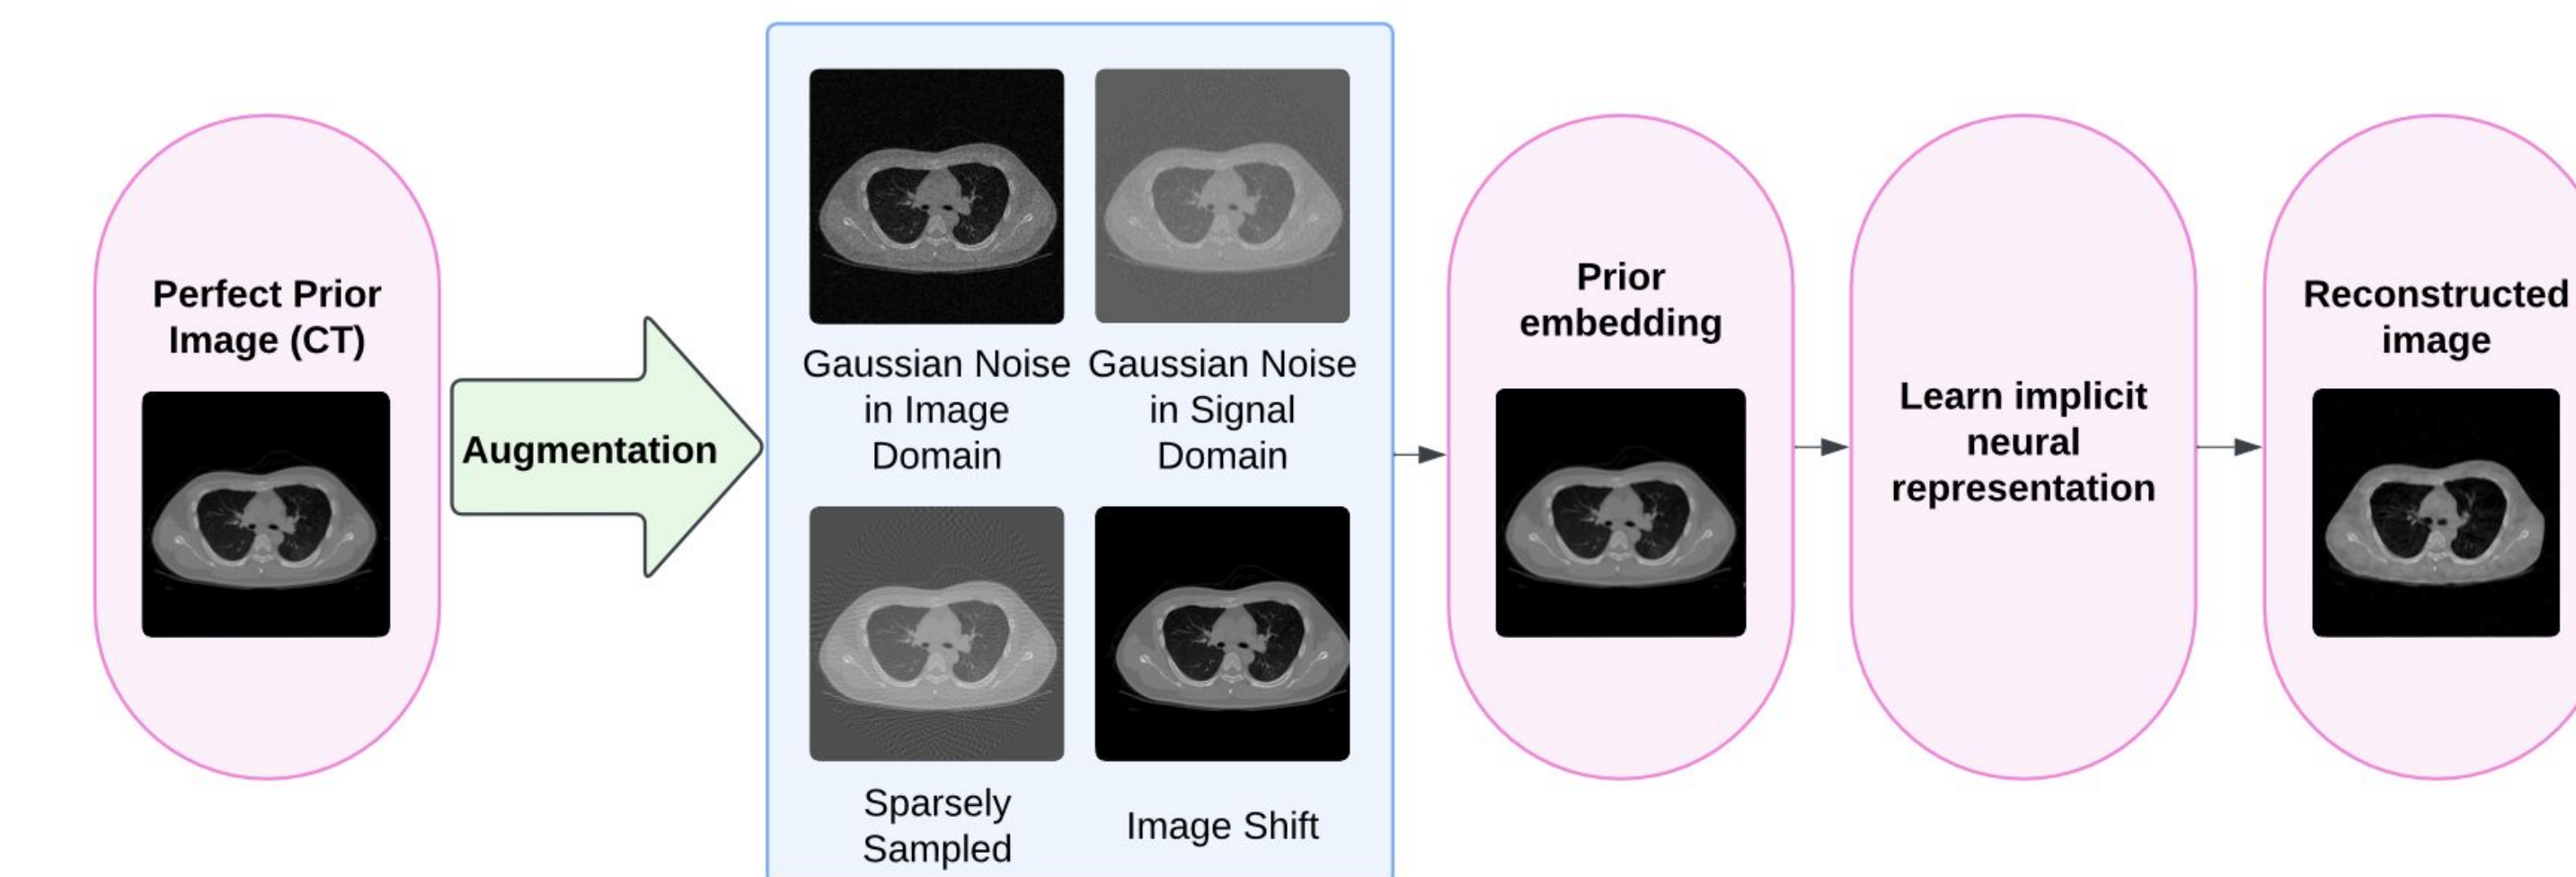 Perfect Prior
Image (CT)
Augmentation
Gaussian Noise
in Image
Domain
Gaussian Noise
in Signal
Domain
Sparsely
Sampled
Image Shift
Prior
embedding
Learn implicit
neural
representation
Reconstructed
image